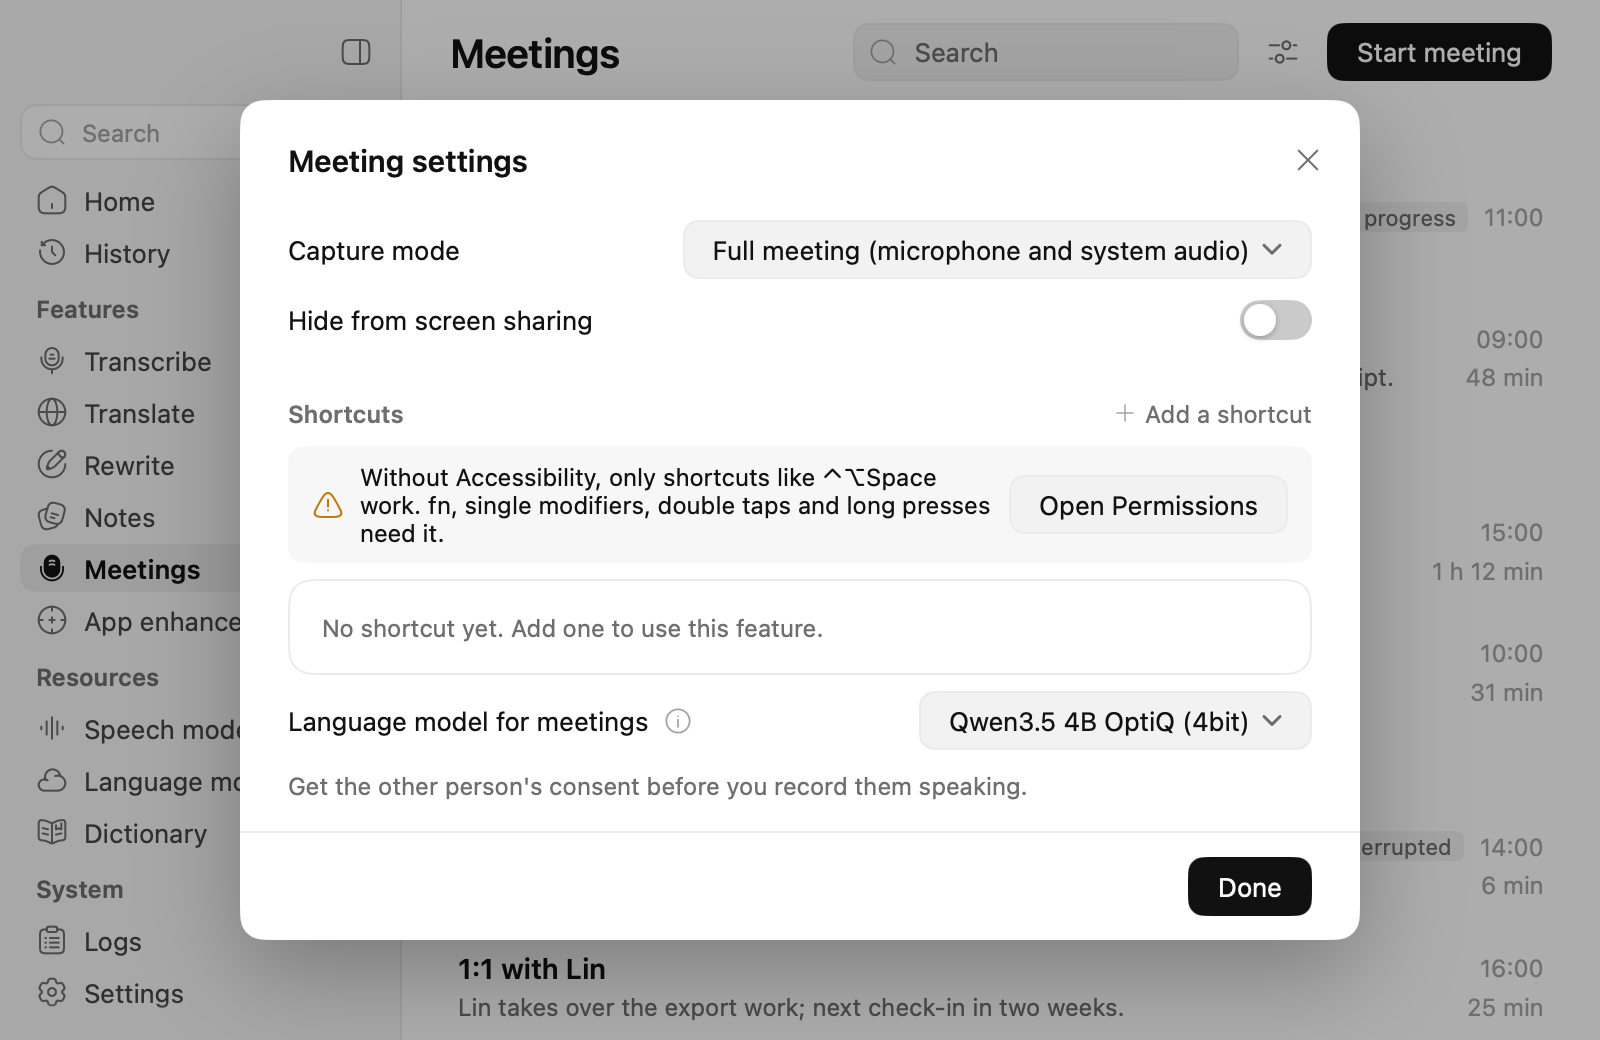 Meetings
Search
Start meeting
Search
Home
History
Features
Transcribe
Translate
Rewrite
Notes
Meetings
App enhance
Resources
Speech mode
Language mo
Dictionary
System
Logs
Settings
Meeting settings
Capture mode
Full meeting (microphone and system audio)
Hide from screen sharing
Shortcuts
+ Add a shortcut
Without Accessibility, only shortcuts like ⌃⌥Space
work. fn, single modifiers, double taps and long presses
need it.
Open Permissions
No shortcut yet. Add one to use this feature.
Language model for meetings
Qwen3.5 4B OptiQ (4bit)
Get the other person's consent before you record them speaking.
Done
progress 11:00
09:00
ipt. 48 min
15:00
1 h 12 min
10:00
31 min
errupted 14:00
6 min
1:1 with Lin 16:00
Lin takes over the export work; next check-in in two weeks. 25 min